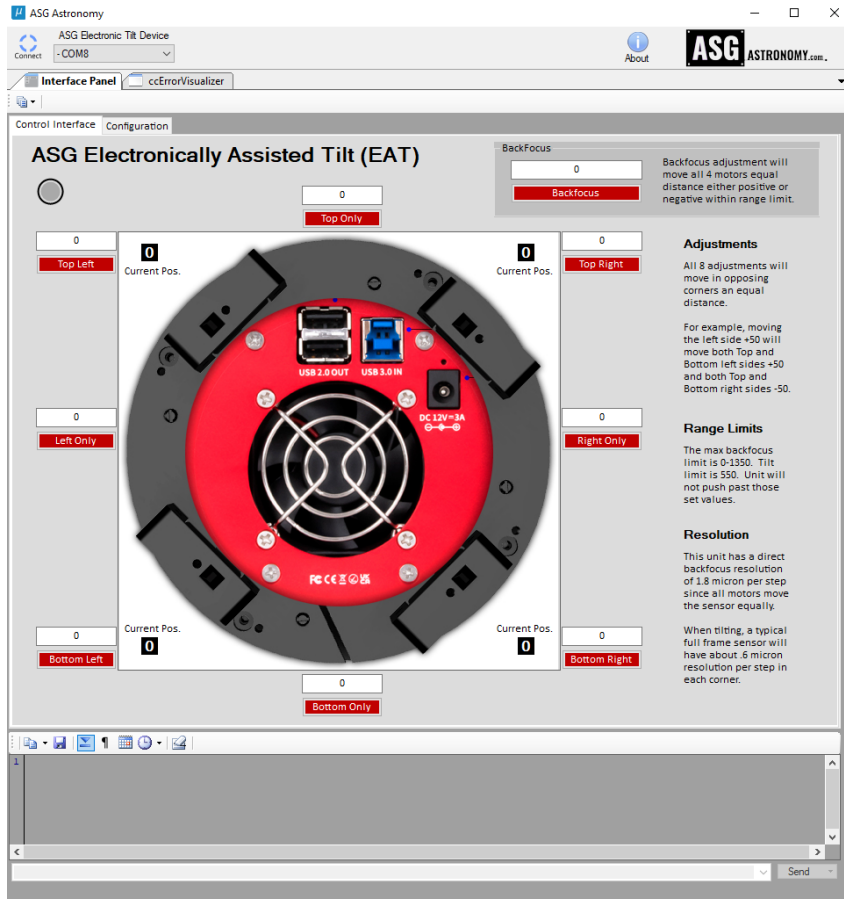 µ ASG Astronomy
ASG Electronic Tilt Device
Connect
- COM8
About
ASG ASTRONOMY.com.
Interface Panel
ccErrorVisualizer
Control Interface
Configuration
ASG Electronically Assisted Tilt (EAT)
BackFocus
0
Backfocus
Backfocus adjustment will
move all 4 motors equal
distance either positive or
negative within range limit.
0
Top Only
0
Top Left
0
Current Pos.
0
Current Pos.
0
Top Right
USB 2.0 OUT
USB 3.0 IN
DC 12V⎓3A
0
Left Only
0
Right Only
FC CE UK CA
Current Pos.
0
Current Pos.
0
0
Bottom Left
0
Bottom Right
0
Bottom Only
Adjustments
All 8 adjustments will
move in opposing
corners an equal
distance.
For example, moving
the left side +50 will
move both Top and
Bottom left sides +50
and both Top and
Bottom right sides -50.
Range Limits
The max backfocus
limit is 0-1350. Tilt
limit is 550. Unit will
not push past those
set values.
Resolution
This unit has a direct
backfocus resolution
of 1.8 micron per step
since all motors move
the sensor equally.
When tilting, a typical
full frame sensor will
have about .6 micron
resolution per step in
each corner.
1
Send